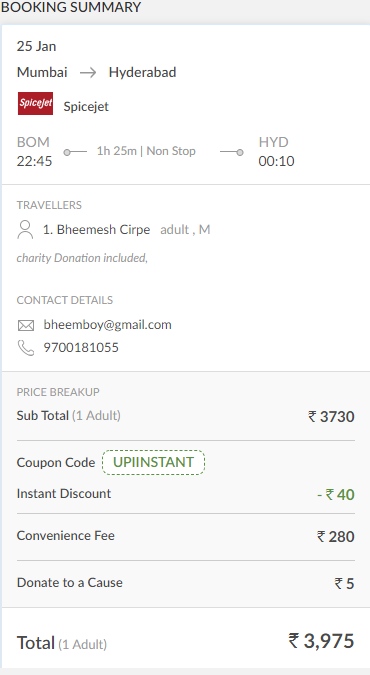 BOOKING SUMMARY
25 Jan
Mumbai → Hyderabad
SpiceJet Spicejet
BOM HYD
22:45 1h 25m | Non Stop 00:10
TRAVELLERS
1. Bheemesh Cirpe adult , M
charity Donation included,
CONTACT DETAILS
bheemboy@gmail.com
9700181055
PRICE BREAKUP
Sub Total (1 Adult) ₹ 3730
Coupon Code UPIINSTANT
Instant Discount - ₹ 40
Convenience Fee ₹ 280
Donate to a Cause ₹ 5
Total (1 Adult) ₹ 3,975